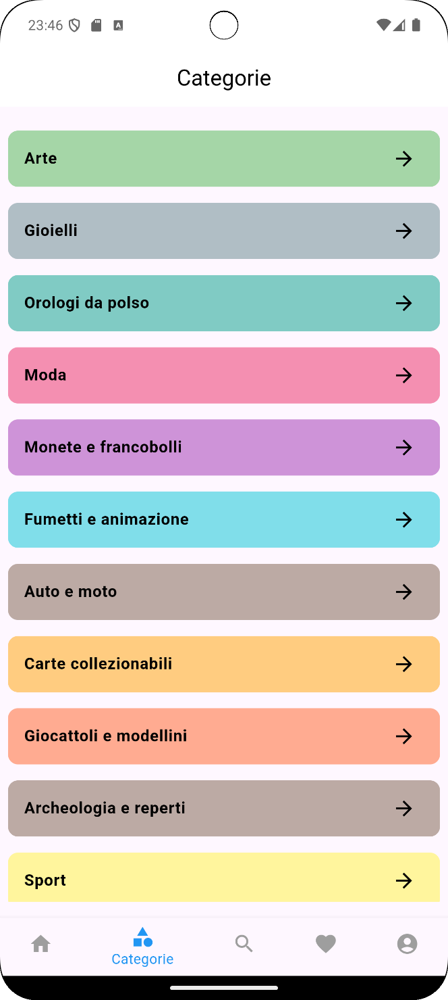 23:46
Categorie
Arte
Gioielli
Orologi da polso
Moda
Monete e francobolli
Fumetti e animazione
Auto e moto
Carte collezionabili
Giocattoli e modellini
Archeologia e reperti
Sport
Categorie